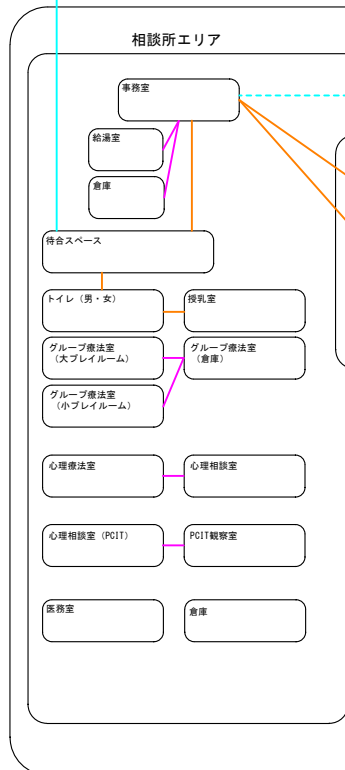 相談所エリア
事務室
給湯室
倉庫
待合スペース
トイレ（男・女）
授乳室
グループ療法室
（大プレイルーム）
グループ療法室
（倉庫）
グループ療法室
（小プレイルーム）
心理療法室
心理相談室
心理相談室（PCIT）
PCIT観察室
医務室
倉庫